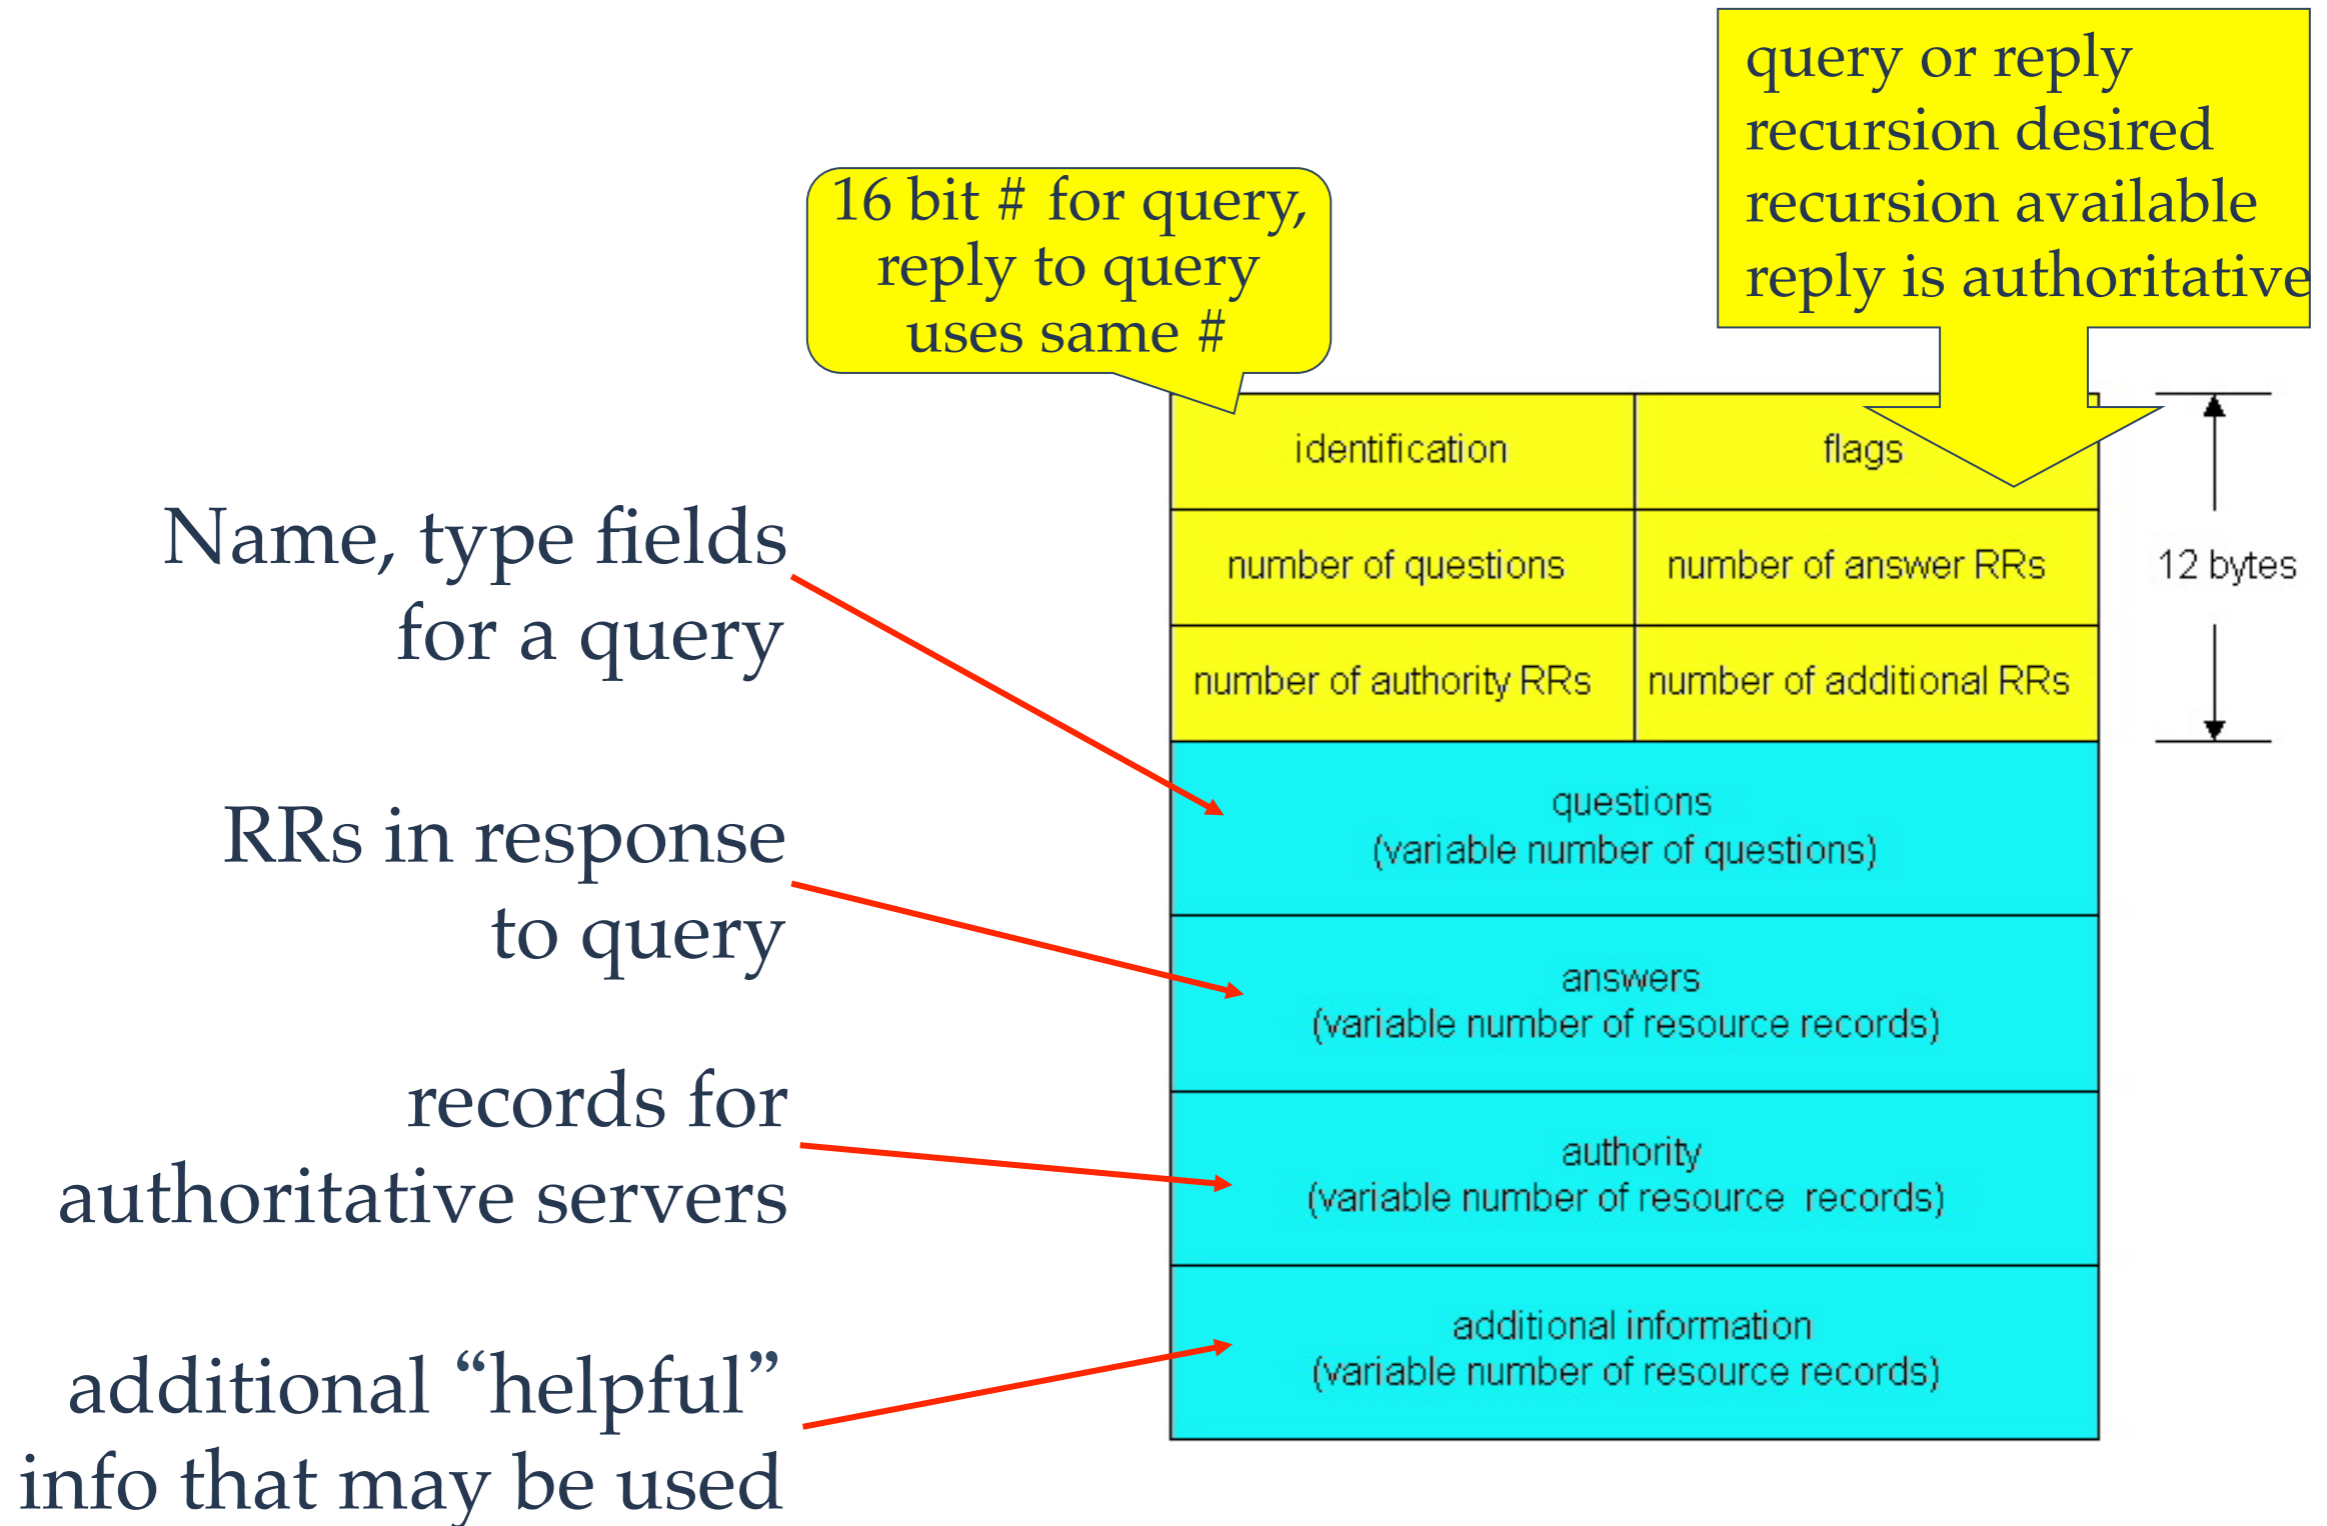 query or reply
recursion desired
recursion available
reply is authoritative
16 bit # for query,
reply to query
uses same #
identification
flags
number of questions
number of answer RRs
12 bytes
number of authority RRs
number of additional RRs
Name, type fields
for a query
questions
(variable number of questions)
RRs in response
to query
answers
(variable number of resource records)
records for
authoritative servers
authority
(variable number of resource records)
additional “helpful”
info that may be used
additional information
(variable number of resource records)